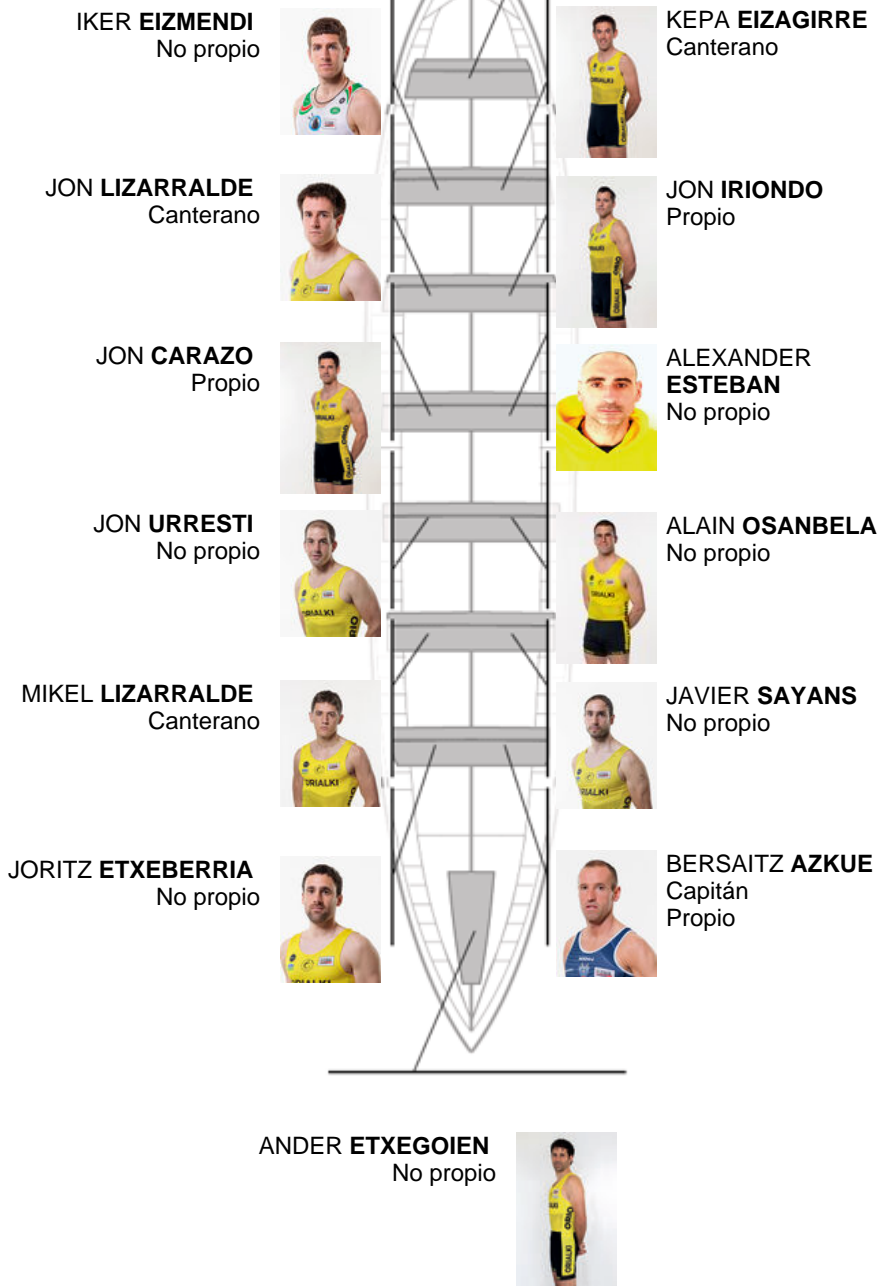 IKER EIZMENDI
No propio
KEPA EIZAGIRRE
Canterano
JON LIZARRALDE
Canterano
JON IRIONDO
Propio
JON CARAZO
Propio
ALEXANDER
ESTEBAN
No propio
JON URRESTI
No propio
ALAIN OSANBELA
No propio
MIKEL LIZARRALDE
Canterano
JAVIER SAYANS
No propio
JORITZ ETXEBERRIA
No propio
BERSAITZ AZKUE
Capitán
Propio
ANDER ETXEGOIEN
No propio